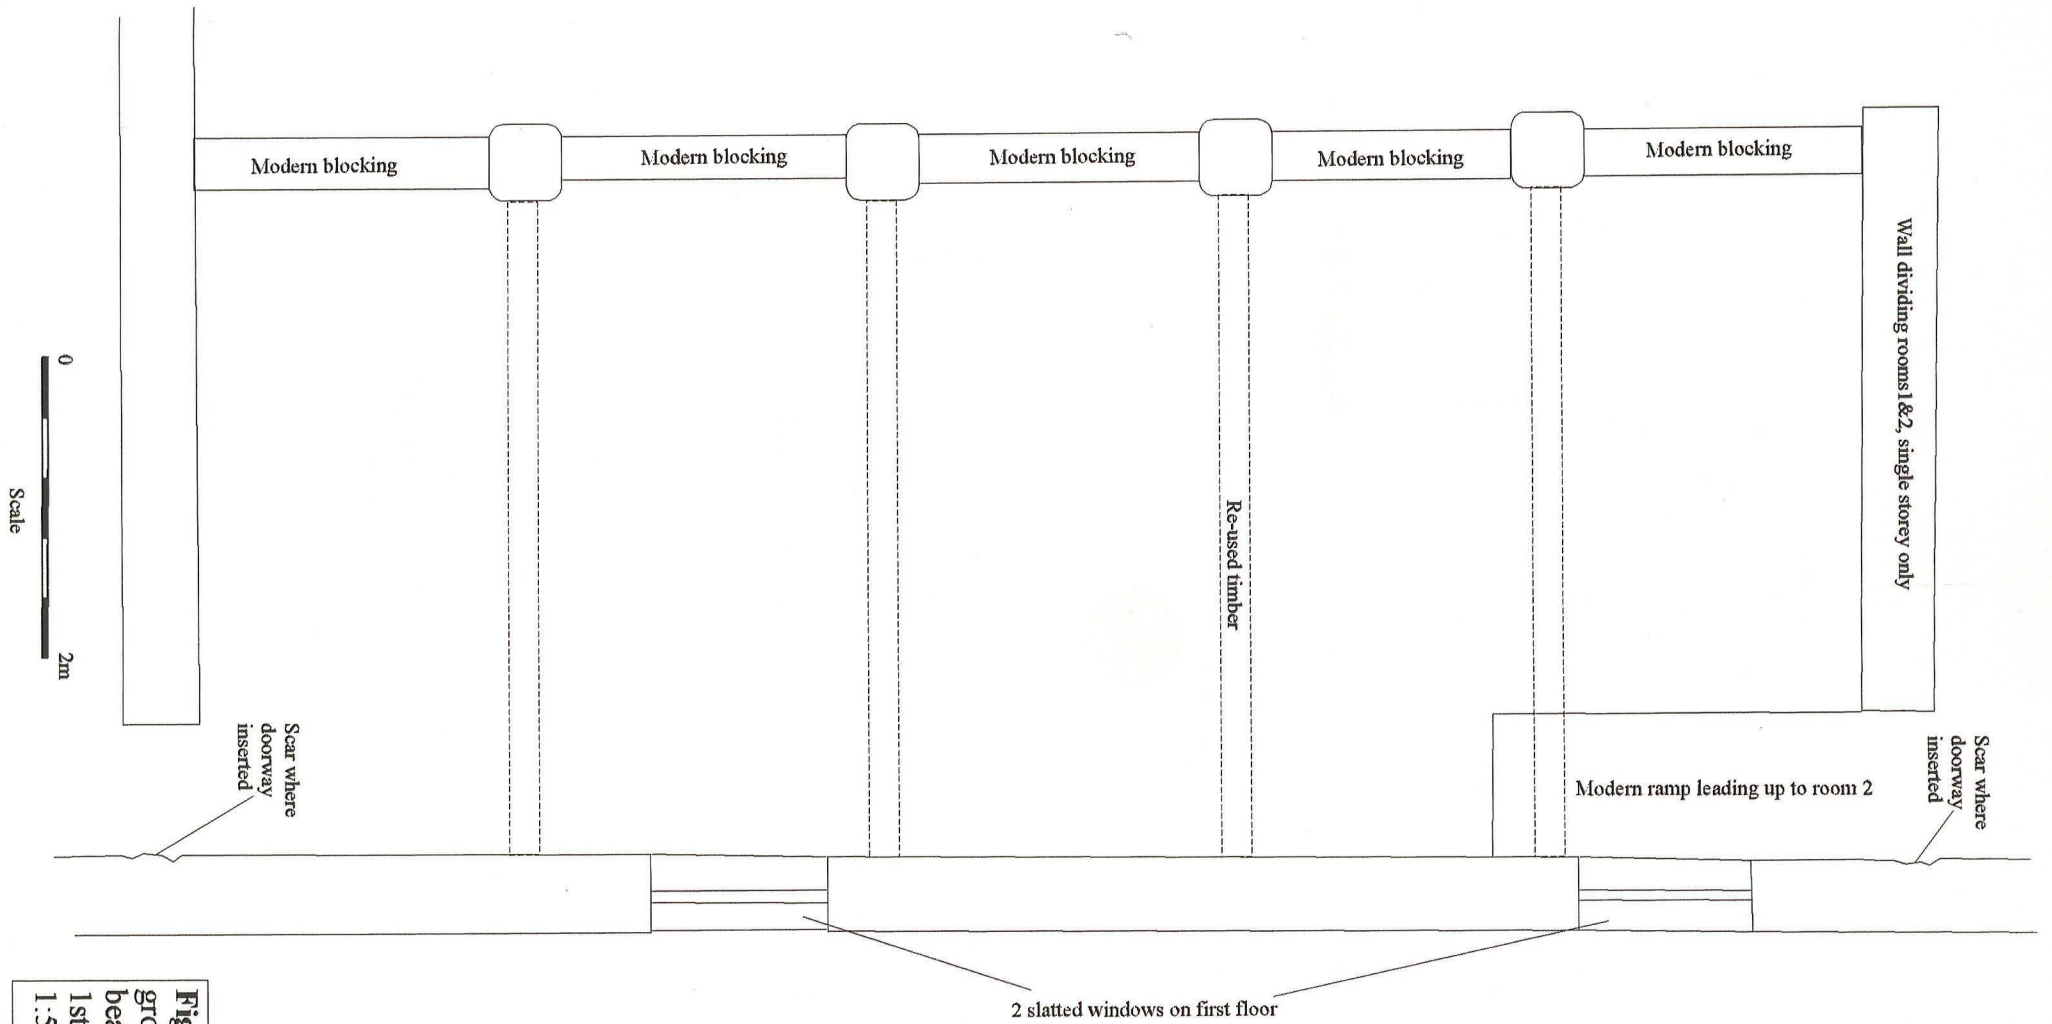 Modern blocking
Modern blocking
Modern blocking
Modern blocking
Modern blocking
Wall dividing rooms1&2, single storey only
Re-used timber
0
2m
Scale
Scar where
doorway
inserted
Modern ramp leading up to room 2
Scar where
doorway
inserted
2 slatted windows on first floor
1st